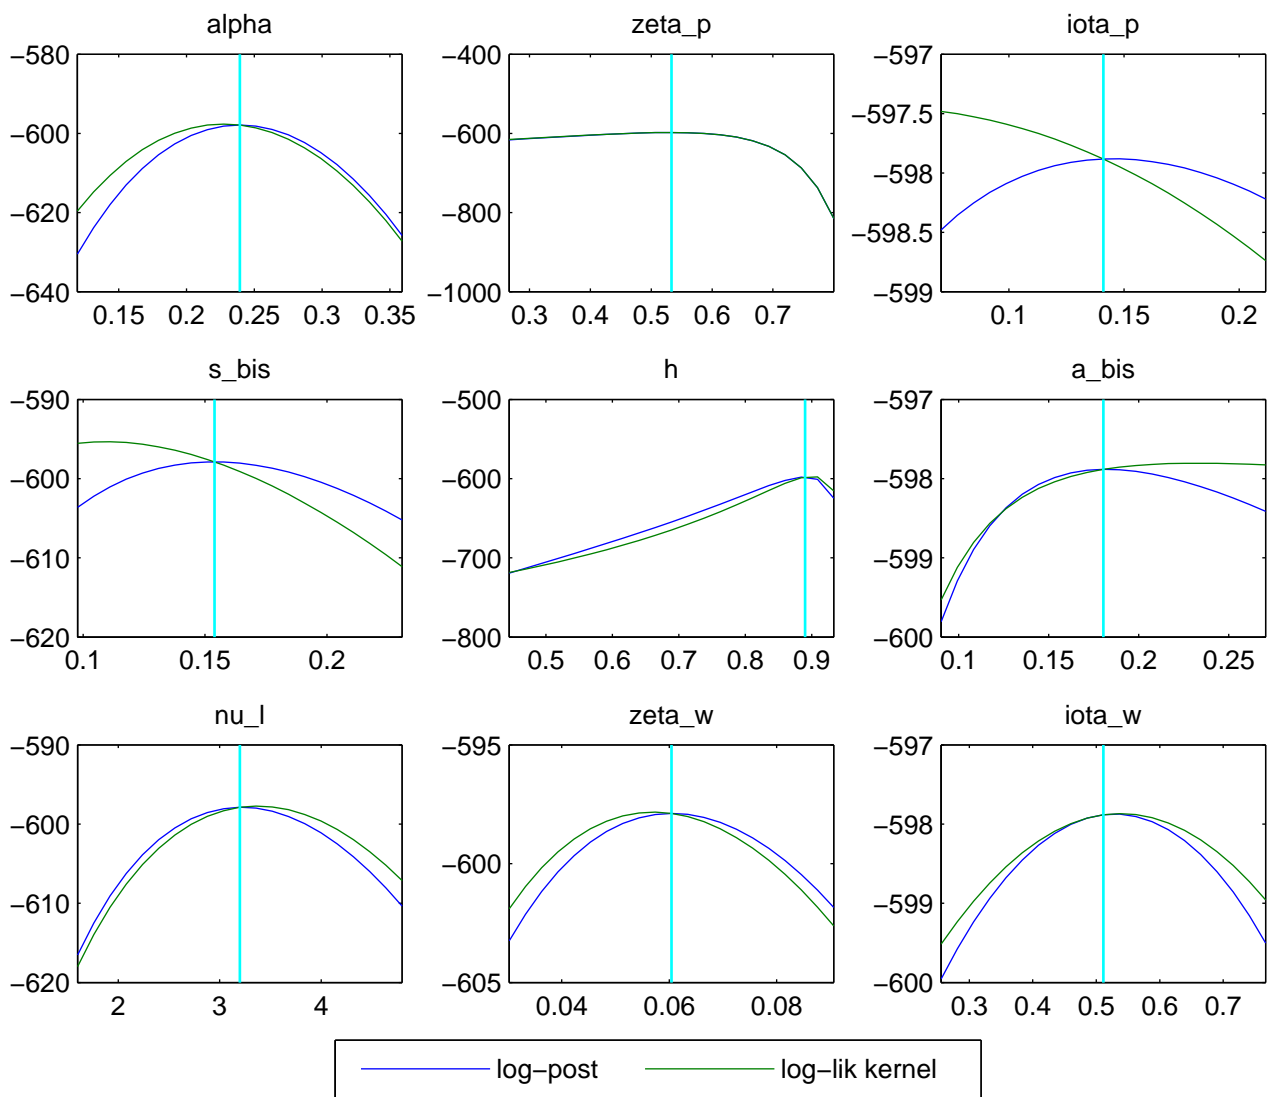 alpha
zeta_p
iota_p
−580
−600
−620
−640
0.15 0.2 0.25 0.3 0.35
−400
−600
−800
−1000
0.3 0.4 0.5 0.6 0.7
−597
−597.5
−598
−598.5
−599
0.1 0.15 0.2
s_bis
h
a_bis
−590
−600
−610
−620
0.1 0.15 0.2
−500
−600
−700
−800
0.5 0.6 0.7 0.8 0.9
−597
−598
−599
−600
0.1 0.15 0.2 0.25
nu_l
zeta_w
iota_w
−590
−600
−610
−620
2 3 4
−595
−600
−605
0.04 0.06 0.08
−597
−598
−599
−600
0.3 0.4 0.5 0.6 0.7
log−post log−lik kernel